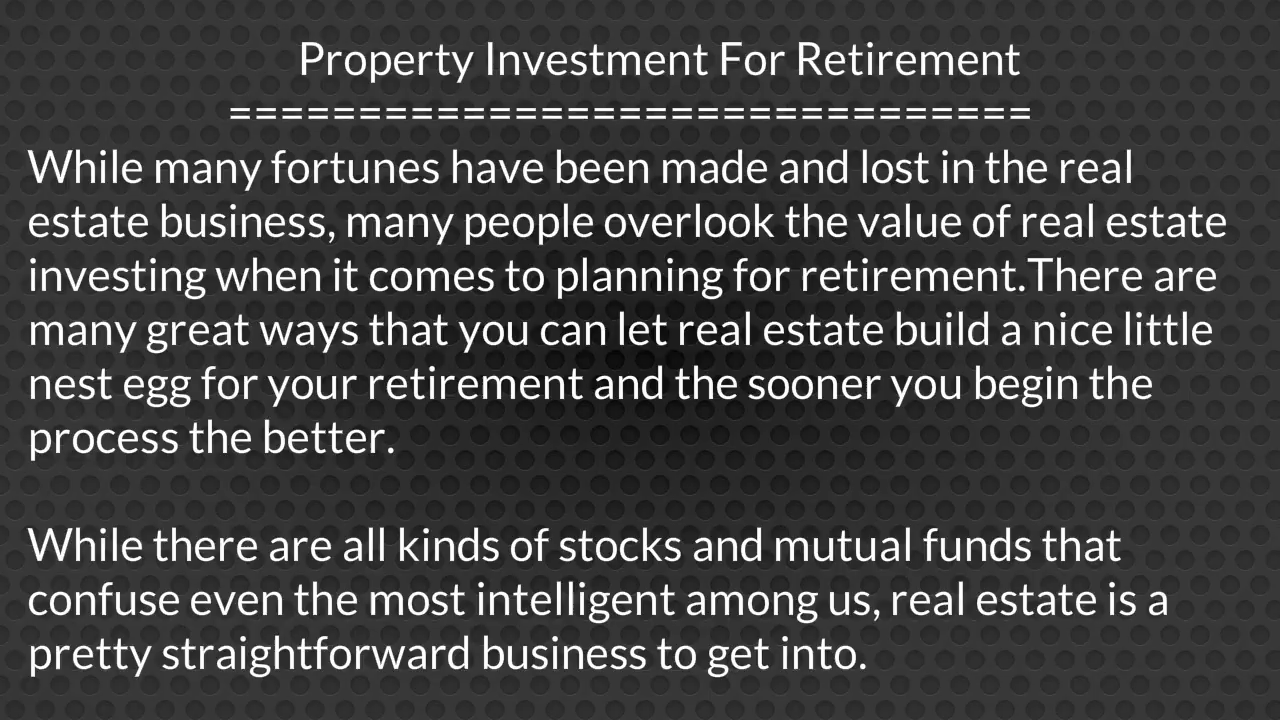 Property Investment For Retirement
===============================
While many fortunes have been made and lost in the real
estate business, many people overlook the value of real estate
investing when it comes to planning for retirement.There are
many great ways that you can let real estate build a nice little
nest egg for your retirement and the sooner you begin the
process the better.
While there are all kinds of stocks and mutual funds that
confuse even the most intelligent among us, real estate is a
pretty straightforward business to get into.